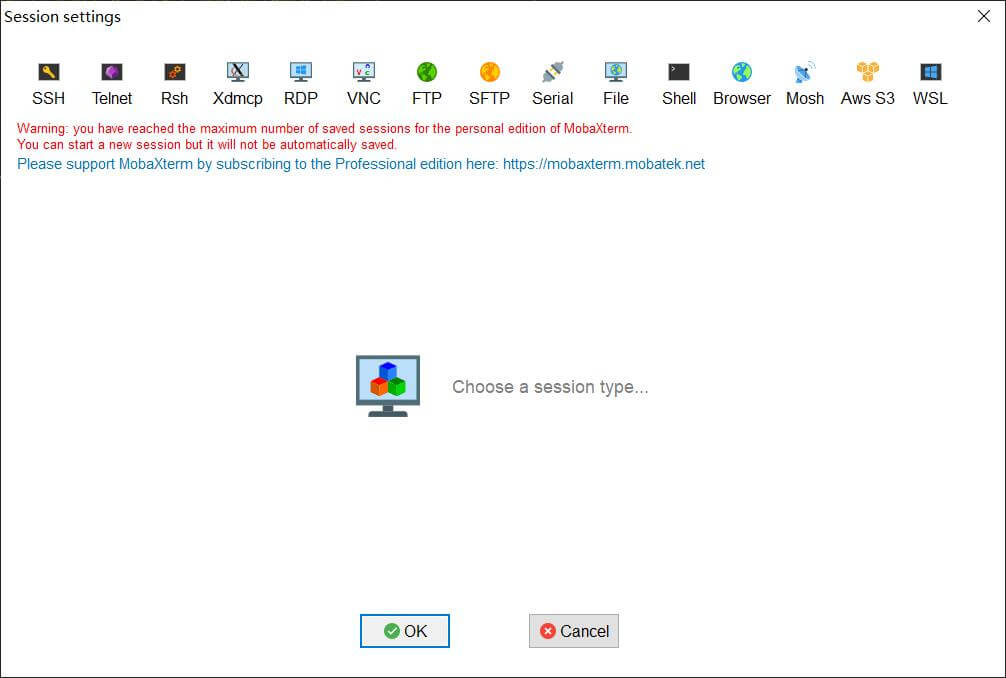 Session settings
SSH Telnet Rsh Xdmcp RDP VNC FTP SFTP Serial File Shell Browser Mosh Aws S3 WSL
Warning: you have reached the maximum number of saved sessions for the personal edition of MobaXterm.
You can start a new session but it will not be automatically saved.
Please support MobaXterm by subscribing to the Professional edition here: https://mobaxterm.mobatek.net
Choose a session type...
OK Cancel